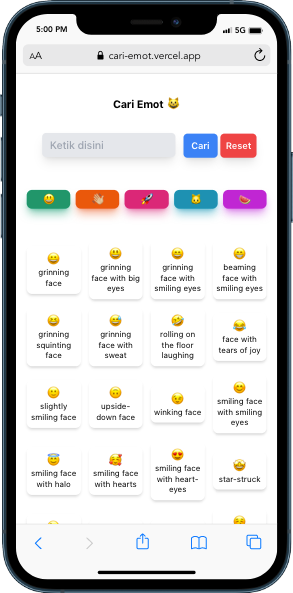 5:00 PM 5G
AA cari-emot.vercel.app
Cari Emot 😺
Ketik disini Cari Reset
grinning
face
grinning
face with big
eyes
grinning
face with
smiling eyes
beaming
face with
smiling eyes
grinning
squinting
face
grinning
face with
sweat
rolling on
the floor
laughing
face with
tears of joy
slightly
smiling face
upside-
down face
winking face
smiling face
with smiling
eyes
smiling face
with halo
smiling face
with hearts
smiling face
with heart-
eyes
star-struck